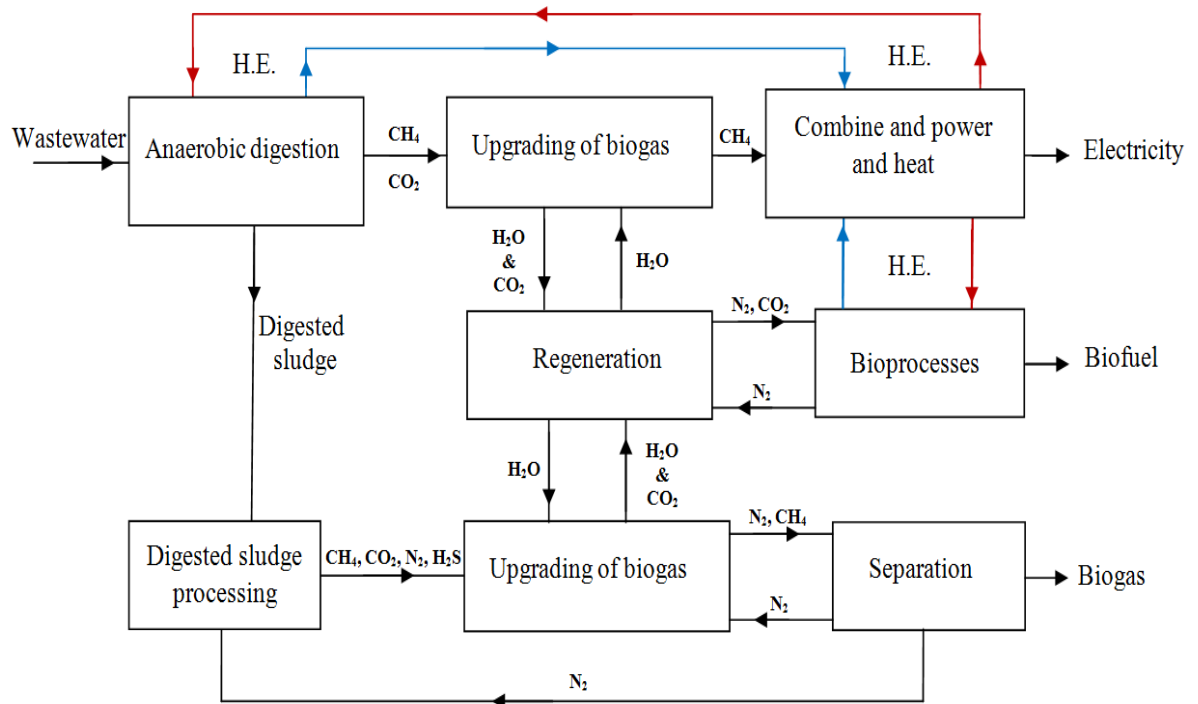 H.E.
H.E.
Wastewater
Anaerobic digestion
CH₄
CO₂
Upgrading of biogas
CH₄
Combine and power
and heat
Electricity
H₂O
&
CO₂
H₂O
H.E.
Digested
sludge
Regeneration
N₂, CO₂
N₂
Bioprocesses
Biofuel
H₂O
H₂O
&
CO₂
Digested sludge
processing
CH₄, CO₂, N₂, H₂S
Upgrading of biogas
N₂, CH₄
N₂
Separation
Biogas
N₂